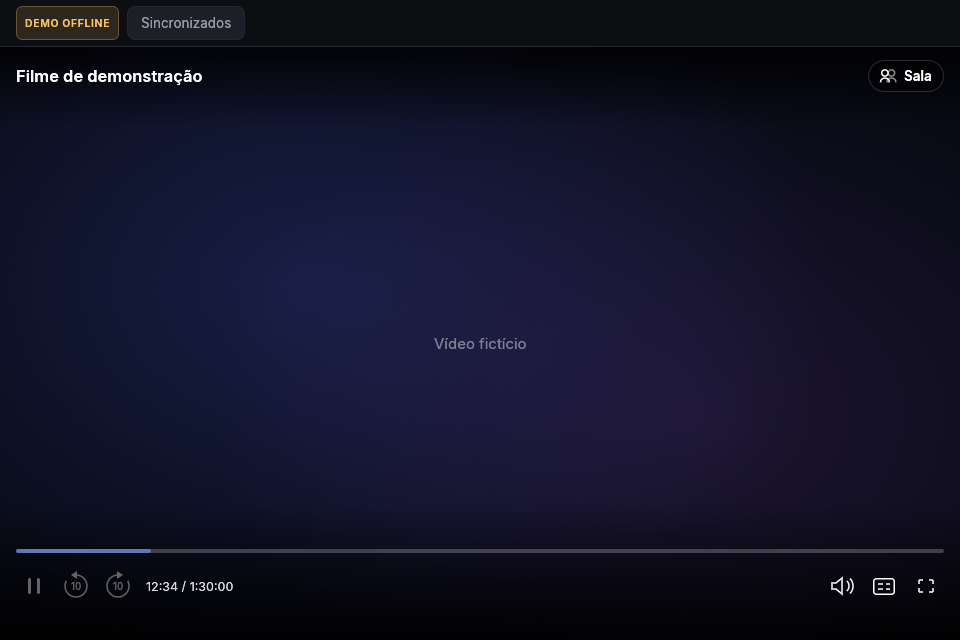 DEMO OFFLINE
Sincronizados
Filme de demonstração
Sala
Vídeo fictício
10
10
12:34 / 1:30:00